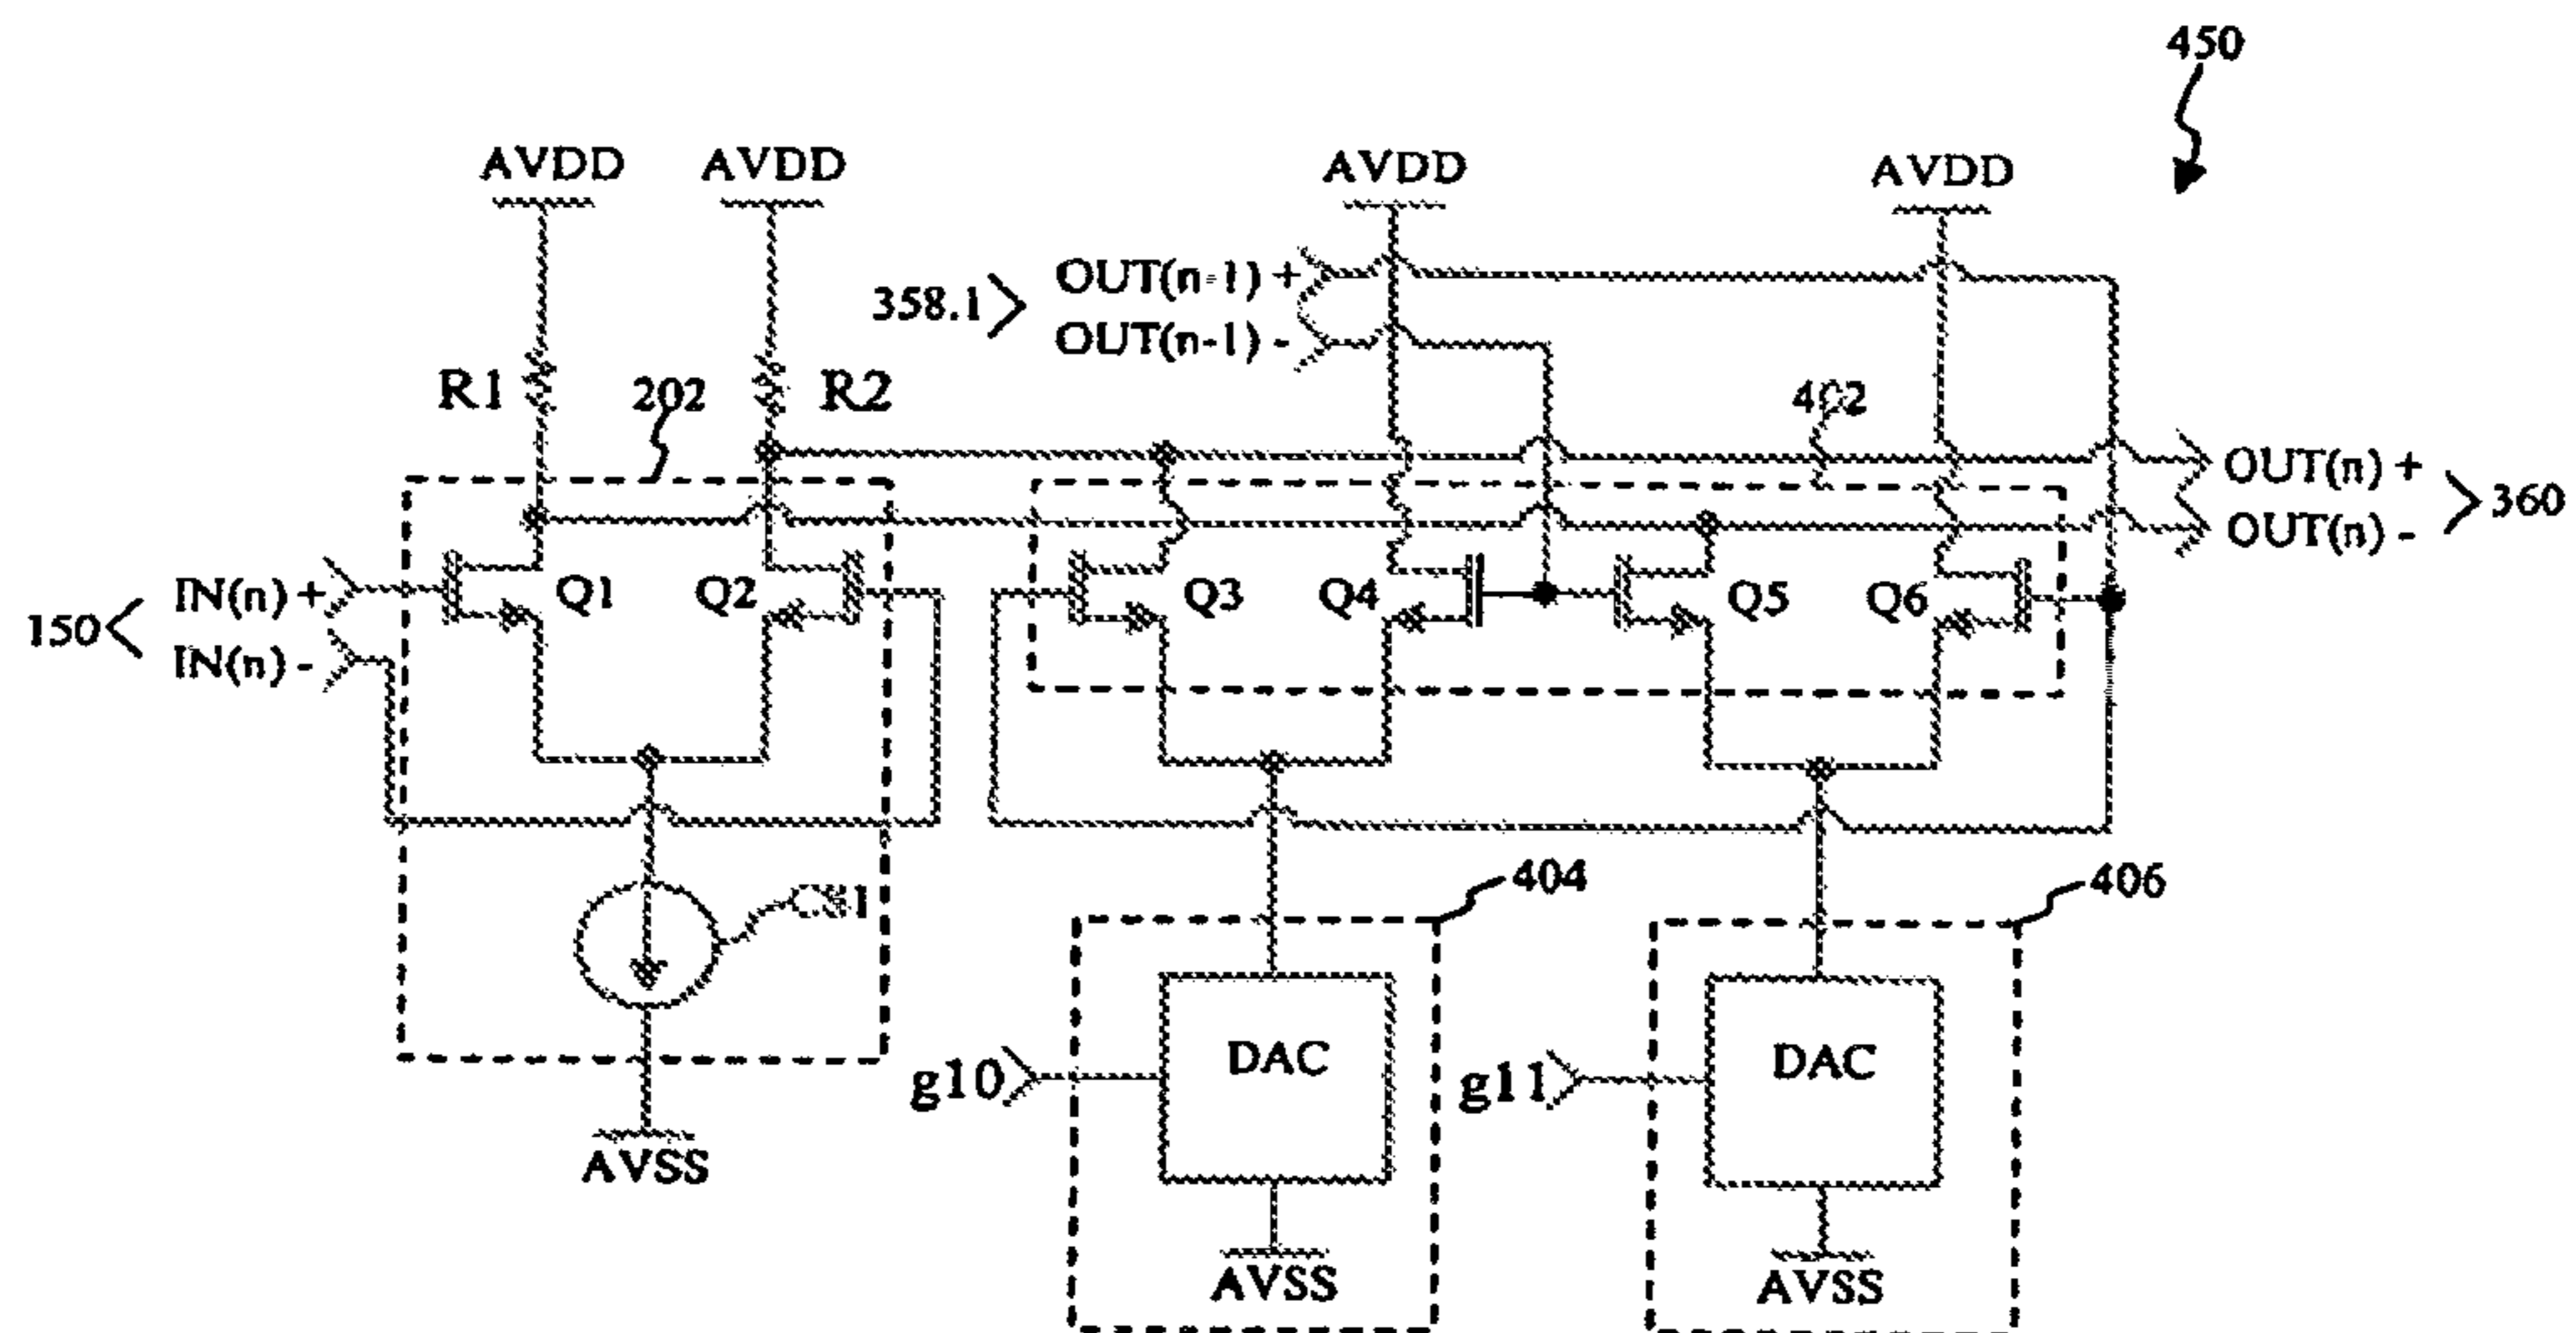 450
AVDD AVDD AVDD AVDD
358.1
OUT(n-1) +
OUT(n-1) -
R1 202 R2 402
OUT(n) +
OUT(n) -
360
150
IN(n) +
IN(n) -
Q1 Q2 Q3 Q4 Q5 Q6
CS1
404 406
g10 DAC g11 DAC
AVSS AVSS AVSS